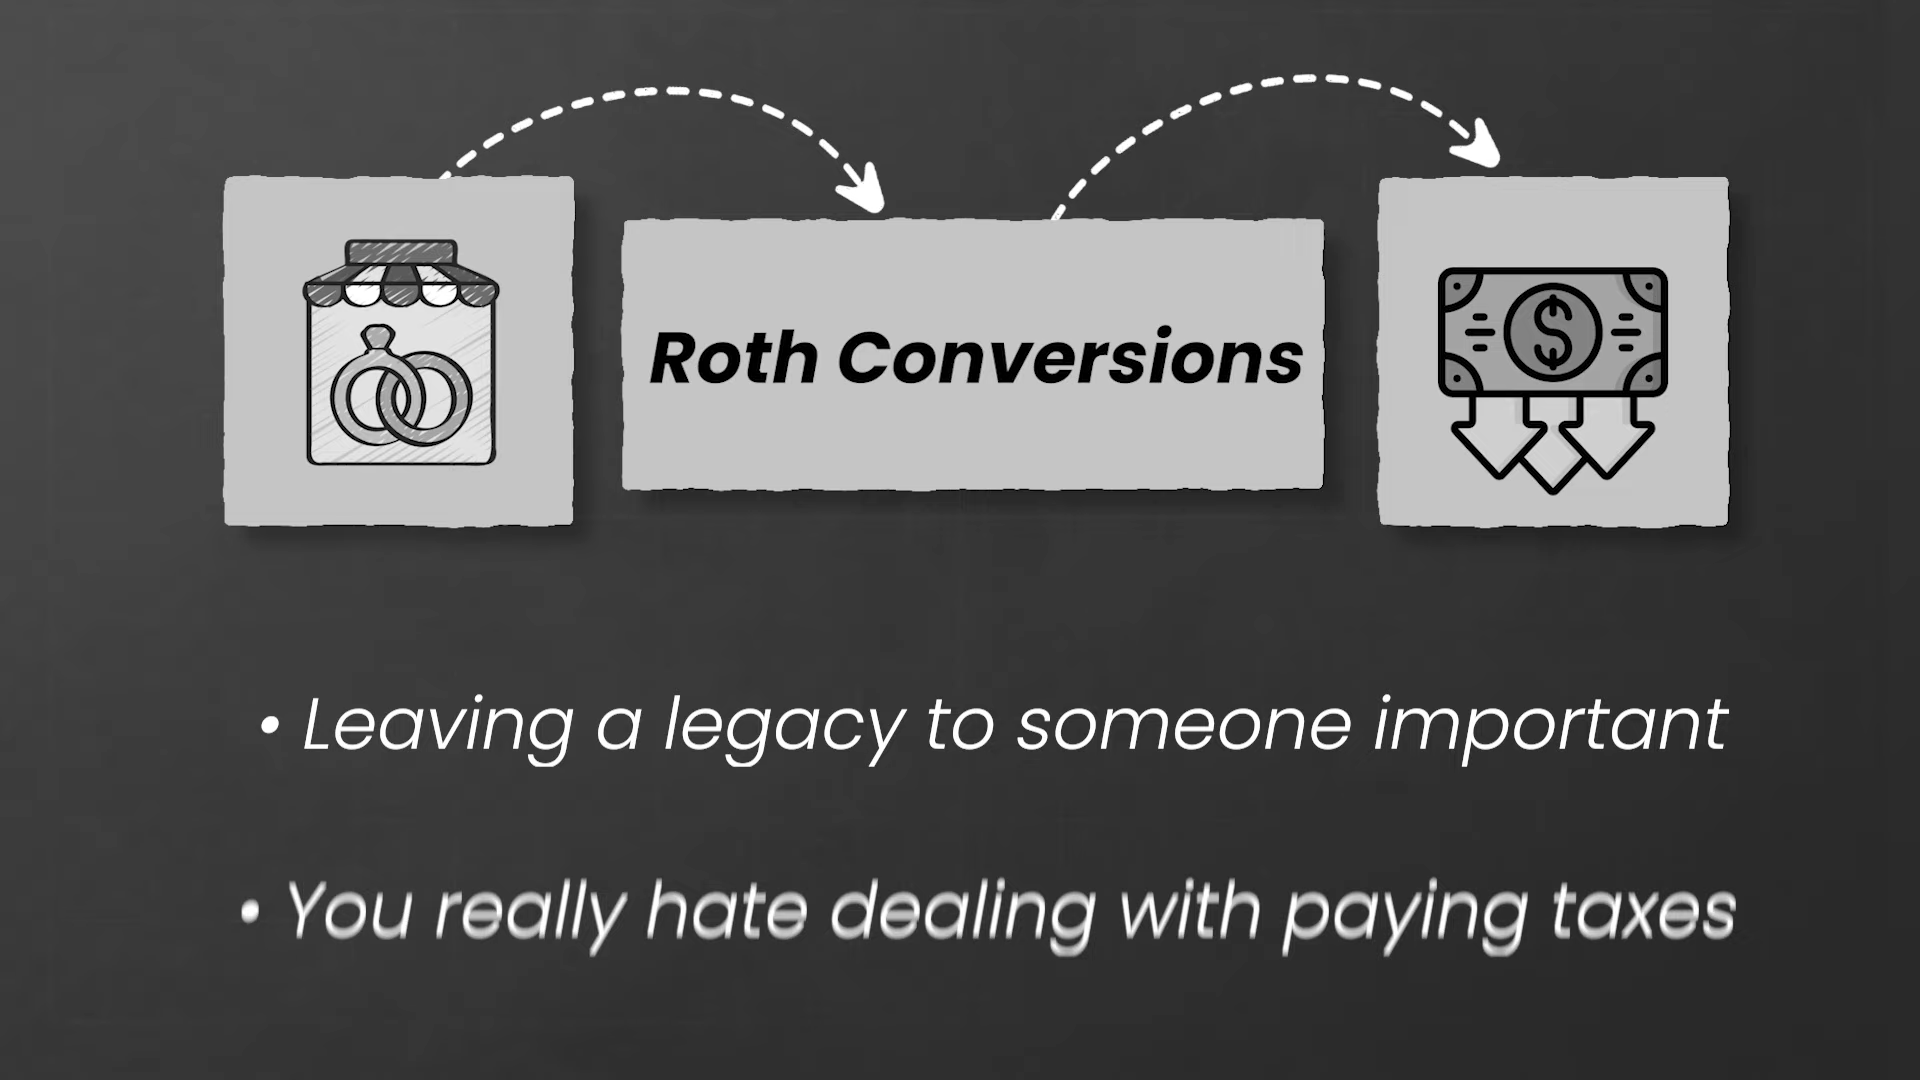 Roth Conversions
• Leaving a legacy to someone important
• You really hate dealing with paying taxes